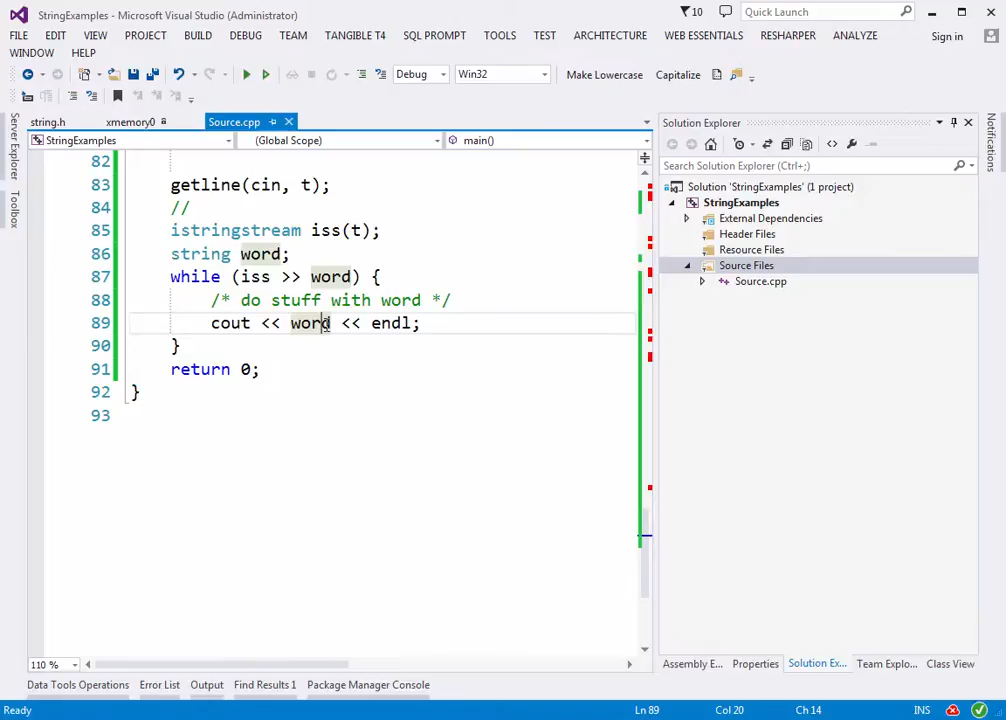 StringExamples - Microsoft Visual Studio (Administrator)
10
Quick Launch
FILE EDIT VIEW PROJECT BUILD DEBUG TEAM TANGIBLE T4 SQL PROMPT TOOLS TEST ARCHITECTURE WEB ESSENTIALS RESHARPER ANALYZE Sign in
WINDOW HELP
Debug Win32 Make Lowercase Capitalize
string.h xmemory0 Source.cpp
StringExamples (Global Scope) main()
82
83 getline(cin, t);
84 //
85 istringstream iss(t);
86 string word;
87 while (iss >> word) {
88 /* do stuff with word */
89 cout << word << endl;
90 }
91 return 0;
92 }
93
110 %
Server Explorer
Toolbox
Solution Explorer
Search Solution Explorer (Ctrl+;)
Solution 'StringExamples' (1 project)
StringExamples
External Dependencies
Header Files
Resource Files
Source Files
Source.cpp
Notifications
Assembly E... Properties Solution Ex... Team Explo... Class View
Data Tools Operations Error List Output Find Results 1 Package Manager Console
Ready Ln 89 Col 20 Ch 14 INS